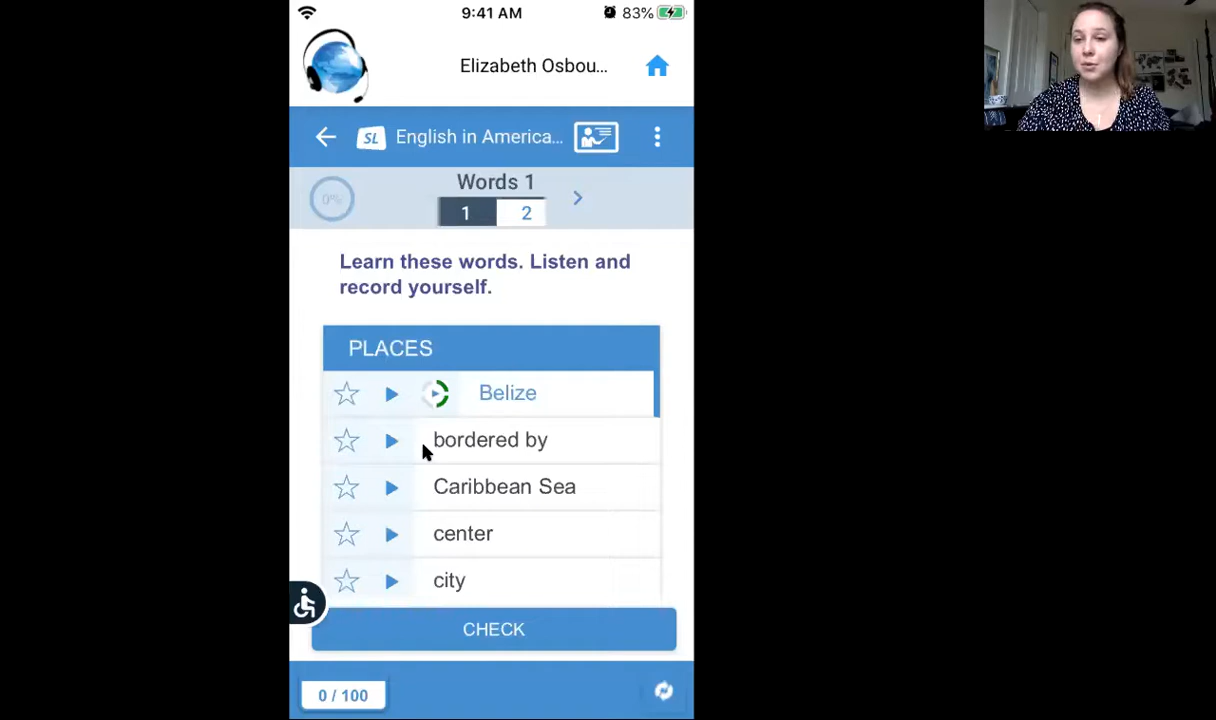 9:41 AM
83%
Elizabeth Osbou...
SL
English in America...
0%
Words 1
1
2
Learn these words. Listen and
record yourself.
PLACES
Belize
bordered by
Caribbean Sea
center
city
CHECK
0 / 100